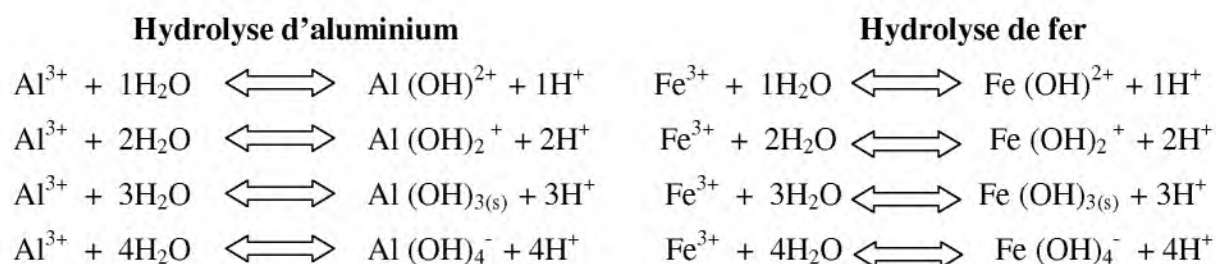 Hydrolyse d'aluminium
Al³⁺ + 1H₂O ⟺ Al (OH)²⁺ + 1H⁺
Al³⁺ + 2H₂O ⟺ Al (OH)₂⁺ + 2H⁺
Al³⁺ + 3H₂O ⟺ Al (OH)₃₍ₛ₎ + 3H⁺
Al³⁺ + 4H₂O ⟺ Al (OH)₄⁻ + 4H⁺
Hydrolyse de fer
Fe³⁺ + 1H₂O ⟺ Fe (OH)²⁺ + 1H⁺
Fe³⁺ + 2H₂O ⟺ Fe (OH)₂⁺ + 2H⁺
Fe³⁺ + 3H₂O ⟺ Fe (OH)₃₍ₛ₎ + 3H⁺
Fe³⁺ + 4H₂O ⟺ Fe (OH)₄⁻ + 4H⁺